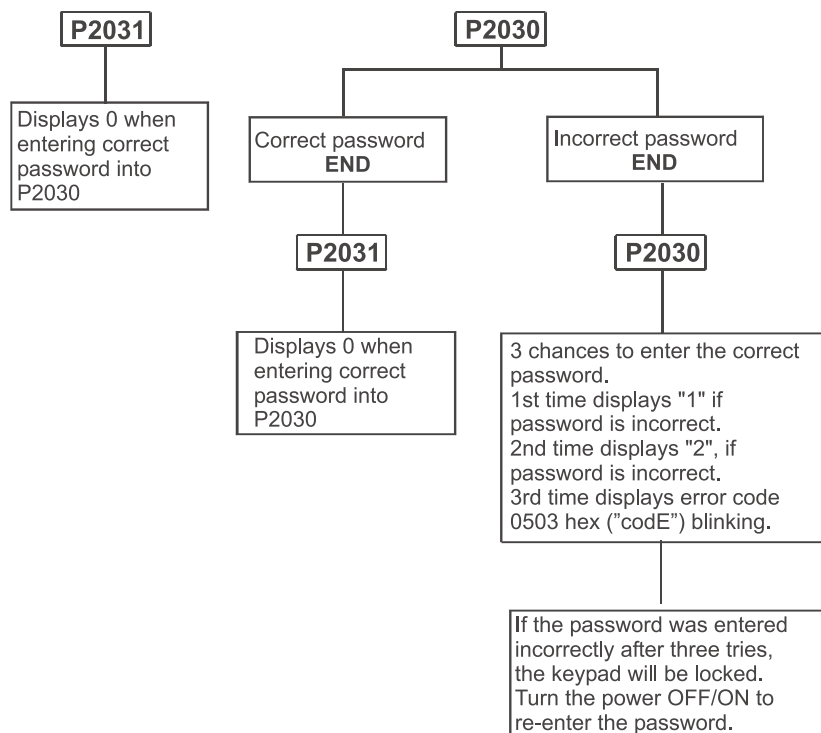 P2031
Displays 0 when
entering correct
password into
P2030
P2030
Correct password
END
P2031
Displays 0 when
entering correct
password into
P2030
Incorrect password
END
P2030
3 chances to enter the correct
password.
1st time displays "1" if
password is incorrect.
2nd time displays "2", if
password is incorrect.
3rd time displays error code
0503 hex ("codE") blinking.
If the password was entered
incorrectly after three tries,
the keypad will be locked.
Turn the power OFF/ON to
re-enter the password.